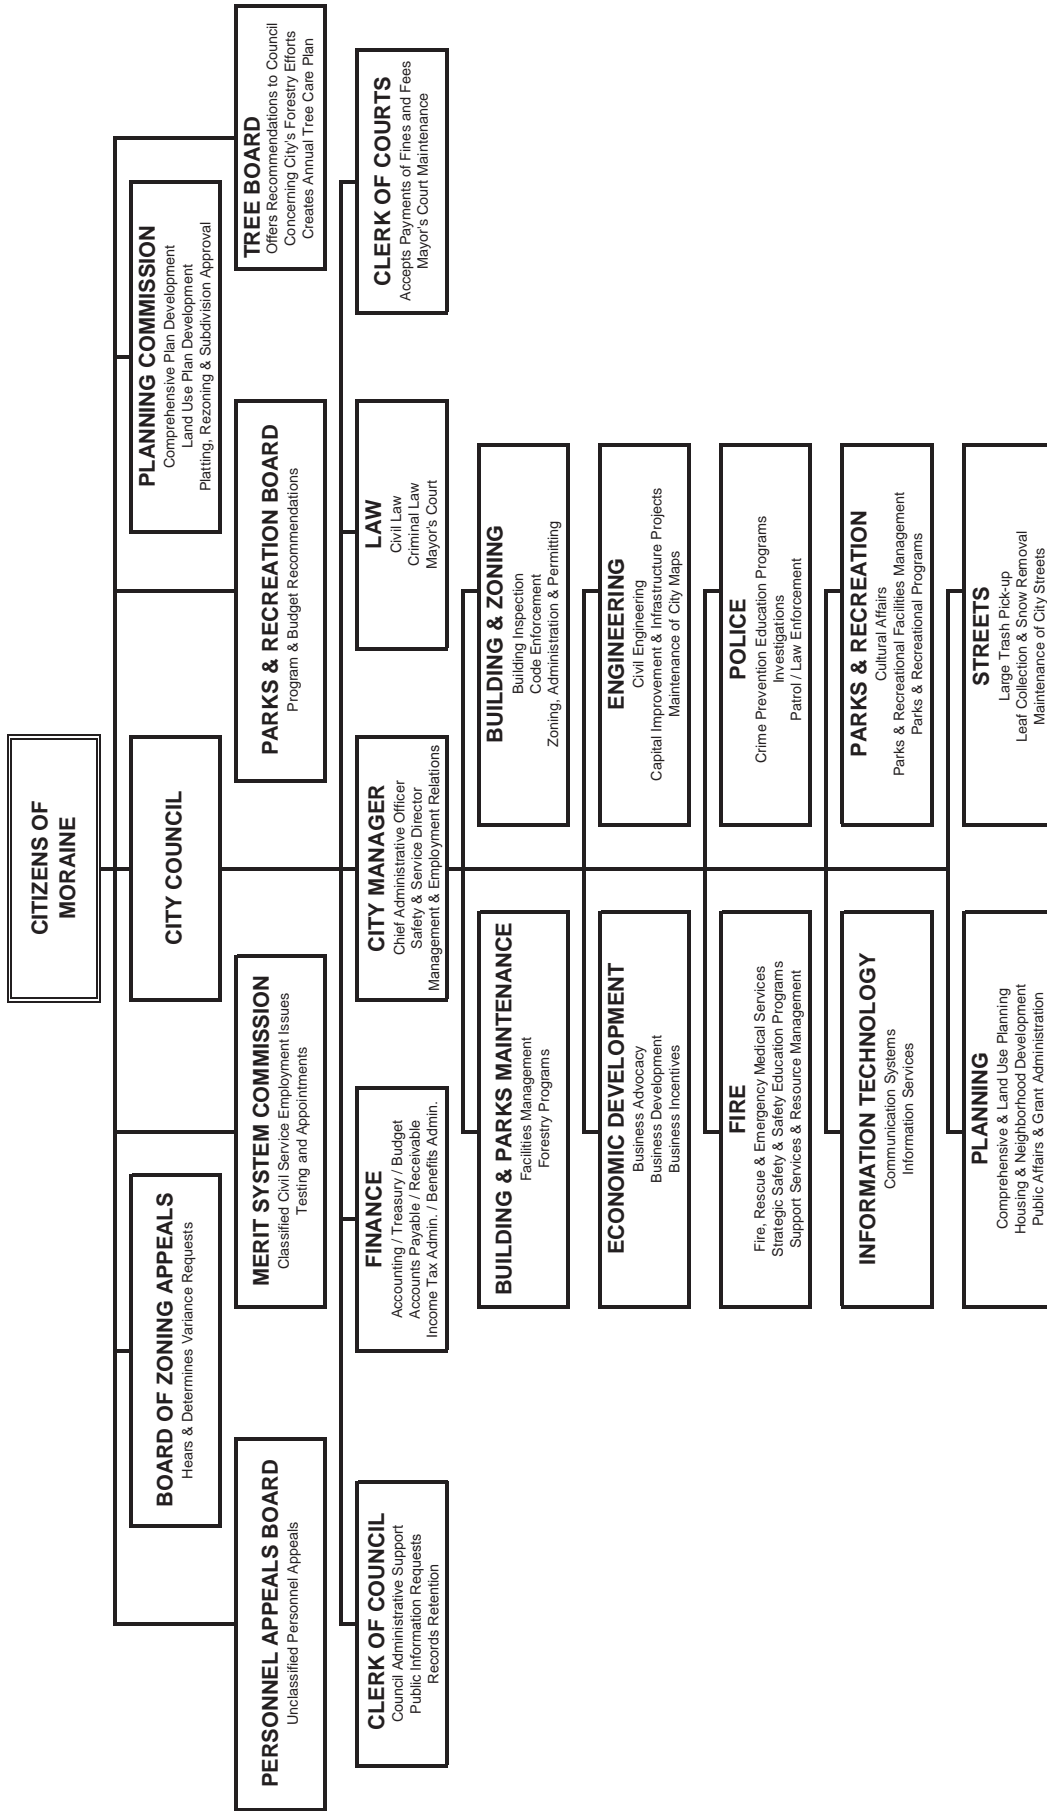 CITIZENS OF
MORAINE
BOARD OF ZONING APPEALS
Hears & Determines Variance Requests
CITY COUNCIL
PLANNING COMMISSION
Comprehensive Plan Development
Land Use Plan Development
Platting, Rezoning & Subdivision Approval
PERSONNEL APPEALS BOARD
Unclassified Personnel Appeals
MERIT SYSTEM COMMISSION
Classified Civil Service Employment Issues
Testing and Appointments
PARKS & RECREATION BOARD
Program & Budget Recommendations
TREE BOARD
Offers Recommendations to Council
Concerning City's Forestry Efforts
Creates Annual Tree Care Plan
CLERK OF COUNCIL
Council Administrative Support
Public Information Requests
Records Retention
FINANCE
Accounting / Treasury / Budget
Accounts Payable / Receivable
Income Tax Admin. / Benefits Admin.
CITY MANAGER
Chief Administrative Officer
Safety & Service Director
Management & Employment Relations
LAW
Civil Law
Criminal Law
Mayor's Court
CLERK OF COURTS
Accepts Payments of Fines and Fees
Mayor's Court Maintenance
BUILDING & PARKS MAINTENANCE
Facilities Management
Forestry Programs
BUILDING & ZONING
Building Inspection
Code Enforcement
Zoning, Administration & Permitting
ECONOMIC DEVELOPMENT
Business Advocacy
Business Development
Business Incentives
ENGINEERING
Civil Engineering
Capital Improvement & Infrastructure Projects
Maintenance of City Maps
FIRE
Fire, Rescue & Emergency Medical Services
Strategic Safety & Safety Education Programs
Support Services & Resource Management
POLICE
Crime Prevention Education Programs
Investigations
Patrol / Law Enforcement
INFORMATION TECHNOLOGY
Communication Systems
Information Services
PARKS & RECREATION
Cultural Affairs
Parks & Recreational Facilities Management
Parks & Recreational Programs
PLANNING
Comprehensive & Land Use Planning
Housing & Neighborhood Development
Public Affairs & Grant Administration
STREETS
Large Trash Pick-up
Leaf Collection & Snow Removal
Maintenance of City Streets